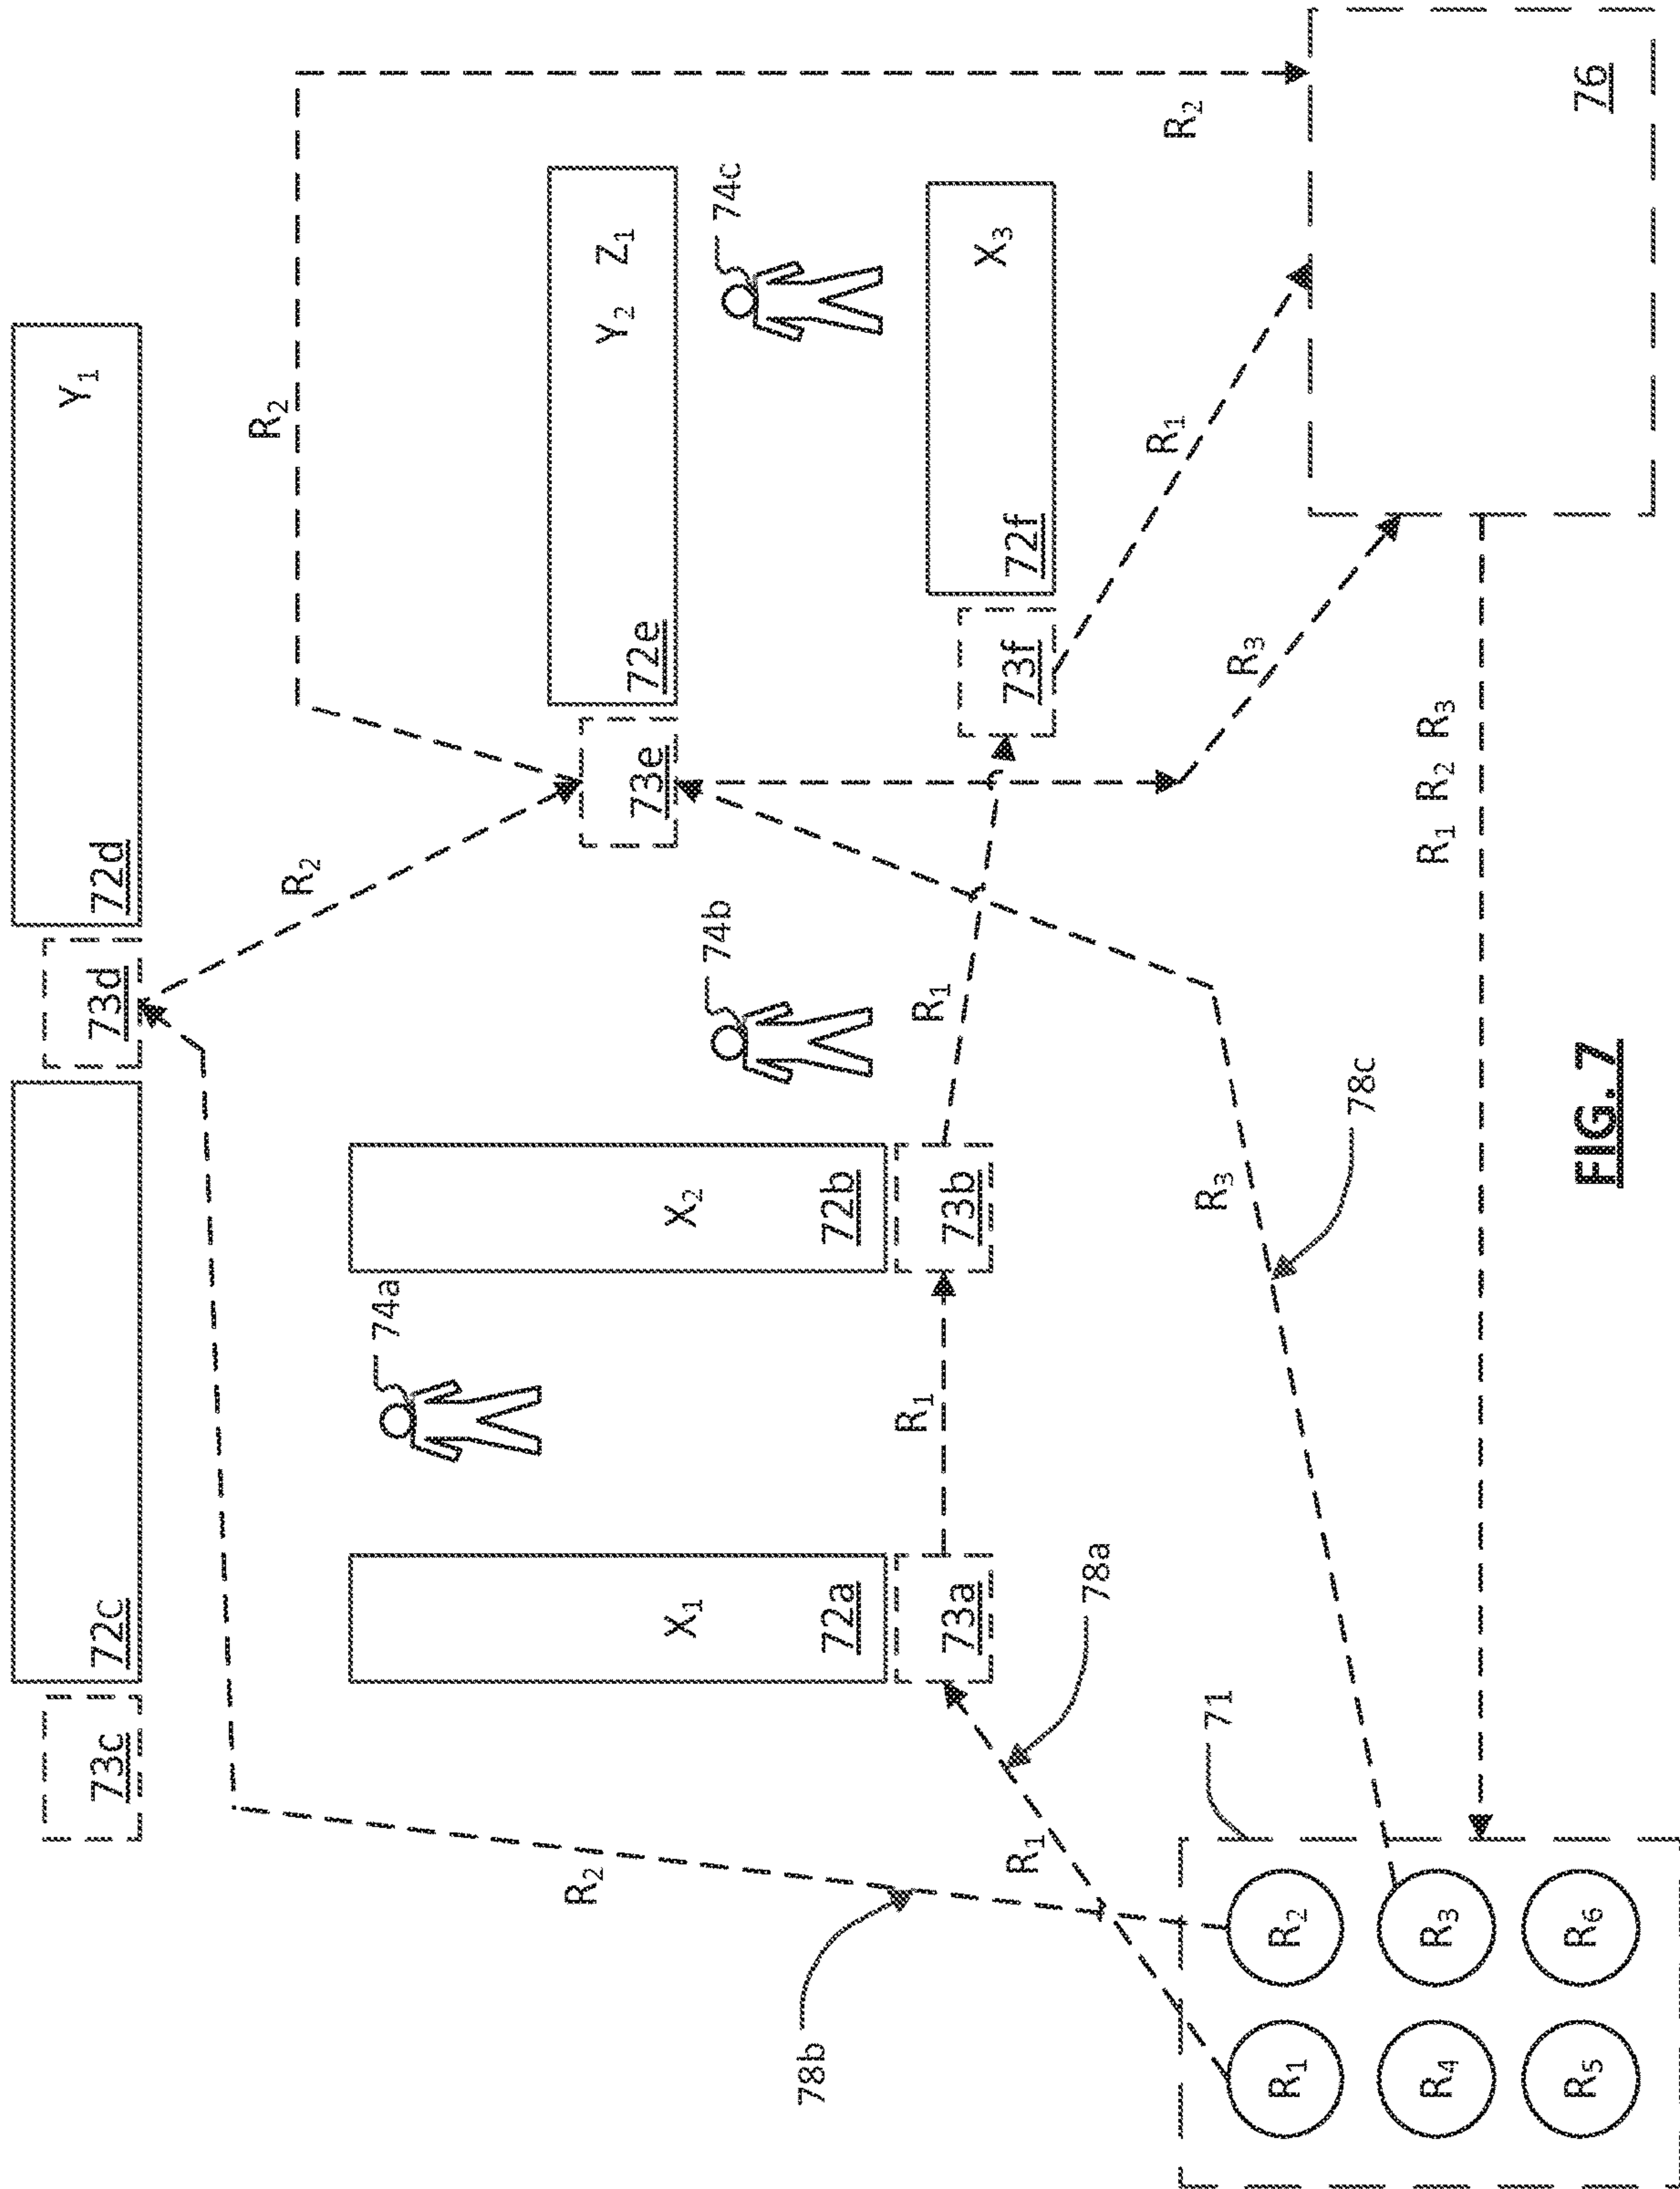 73c
72c
73d
72d
Y₁
R₂
R₂
R₂
R₂
74a
74b
74c
X₁
72a
73a
X₂
72b
73b
73e
72e
Y₂ Z₁
73f
72f
X₃
R₁
R₁
R₁
R₁
78b
78a
R₃
R₃
78c
71
R₁ R₂
R₄ R₃
R₅ R₆
R₁ R₂ R₃
76
FIG. 7